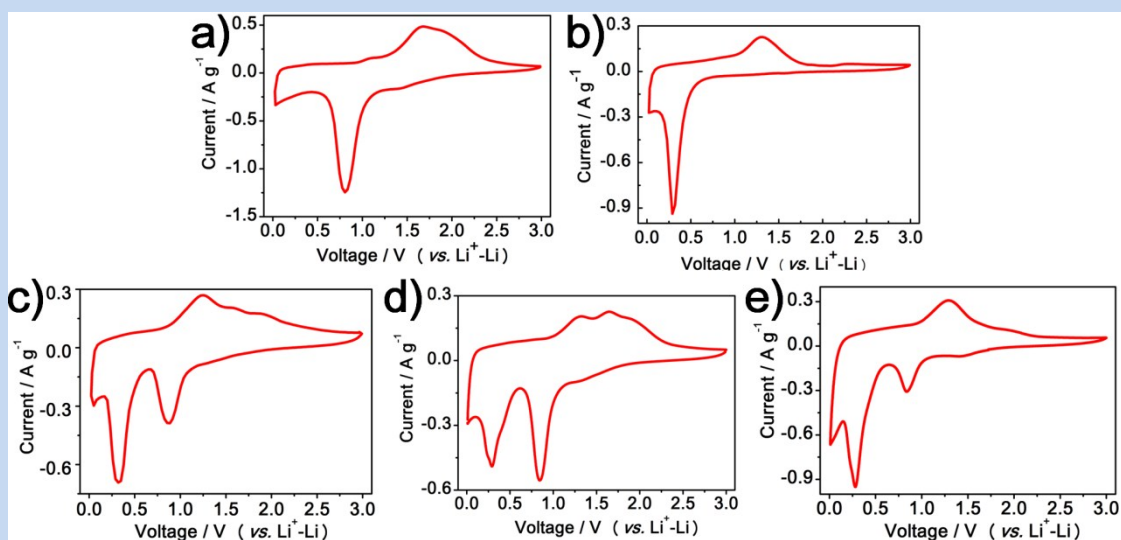 a)
0.5
0.0
-0.5
-1.0
-1.5
Current / A g⁻¹
0.0 0.5 1.0 1.5 2.0 2.5 3.0
Voltage / V ( vs. Li⁺-Li)
b)
0.3
0.0
-0.3
-0.6
-0.9
Current / A g⁻¹
0.0 0.5 1.0 1.5 2.0 2.5 3.0
Voltage / V ( vs. Li⁺-Li)
c)
0.3
0.0
-0.3
-0.6
Current / A g⁻¹
0.0 0.5 1.0 1.5 2.0 2.5 3.0
Voltage / V ( vs. Li⁺-Li)
d)
0.3
0.0
-0.3
-0.6
Current / A g⁻¹
0.0 0.5 1.0 1.5 2.0 2.5 3.0
Voltage / V ( vs. Li⁺-Li)
e)
0.3
0.0
-0.3
-0.6
-0.9
Current / A g⁻¹
0.0 0.5 1.0 1.5 2.0 2.5 3.0
Voltage / V ( vs. Li⁺-Li)